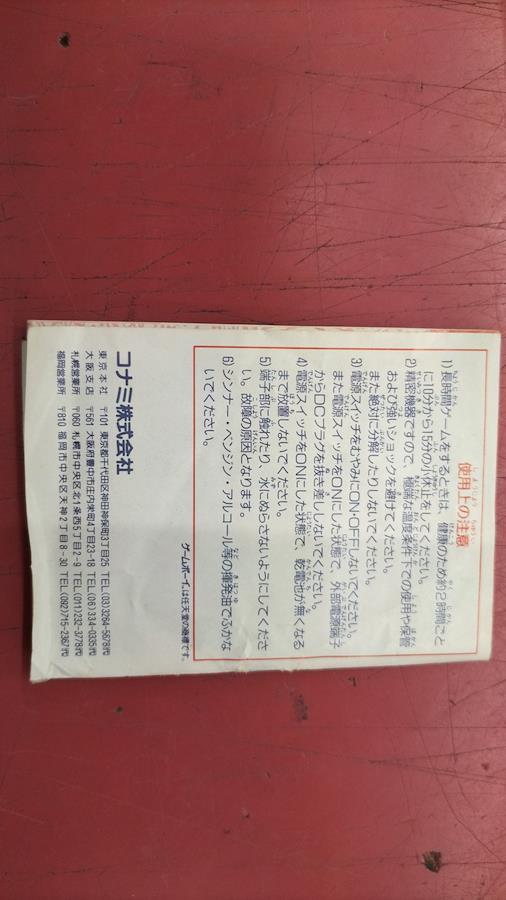 使用上の注意
1) 長時間ゲームをするときは、健康のため約2時間ごと
に10分から15分の小休止をしてください。
2) 精密機器ですので、極端な温度条件下での使用や保管
および強いショックを避けてください。
また絶対に分解したりしないでください。
3) 電源スイッチをむやみにON・OFFしないでください。
また電源スイッチをONにした状態で、外部電源端子
からDCプラグを抜き差ししないでください。
4) 電源スイッチをONにした状態で、乾電池が無くなる
まで放置しないでください。
5) 端子部に触れたり、水にぬらさないようにしてくださ
い。故障の原因となります。
6) シンナー・ベンジン・アルコール等の揮発油でふかな
いでください。
ゲームボーイ®は任天堂の商標です。
コナミ株式会社
東京本社 〒101 東京都千代田区神田神保町3丁目25 TEL(03)3264-5678代
大阪支店 〒561 大阪府豊中市庄内栄町4丁目23-18 TEL(06)334-0335代
札幌営業所 〒060 札幌市中央区北1条西5丁目2-9 TEL(011)232-3778代
福岡営業所 〒810 福岡市中央区天神2丁目8-30 TEL(092)715-2367代